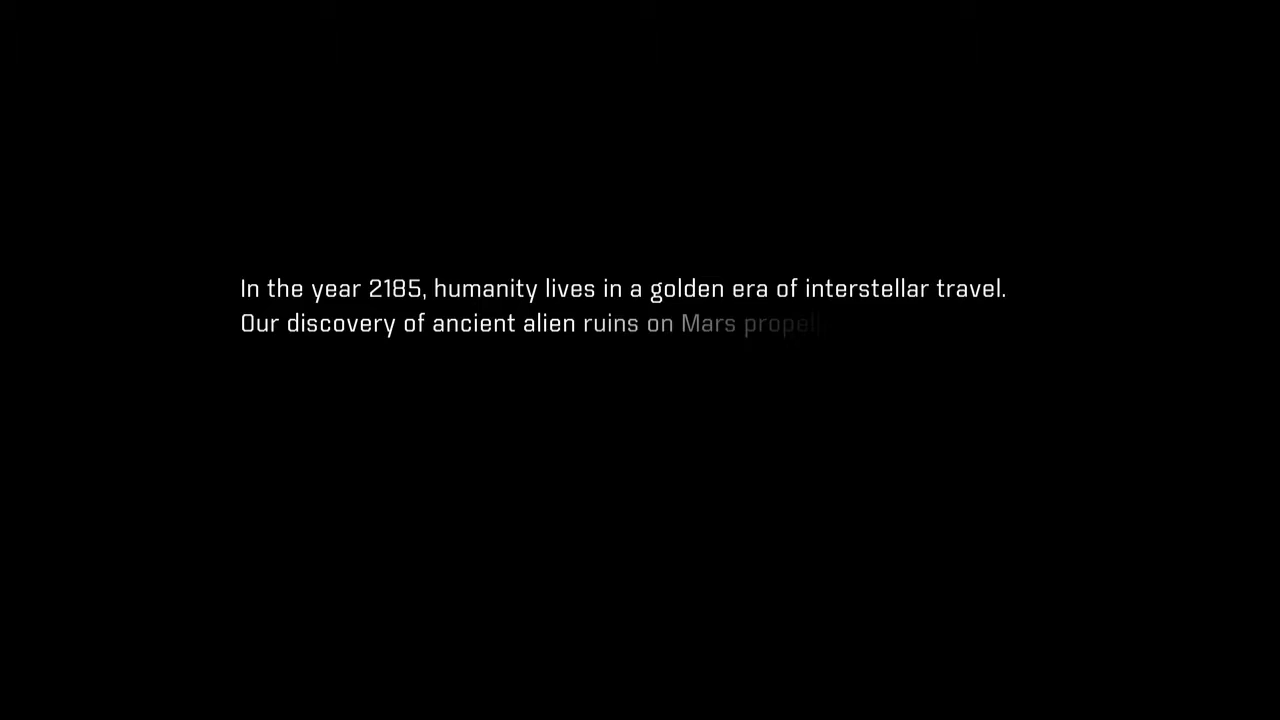 In the year 2185, humanity lives in a golden era of interstellar travel.
Our discovery of ancient alien ruins on Mars propell